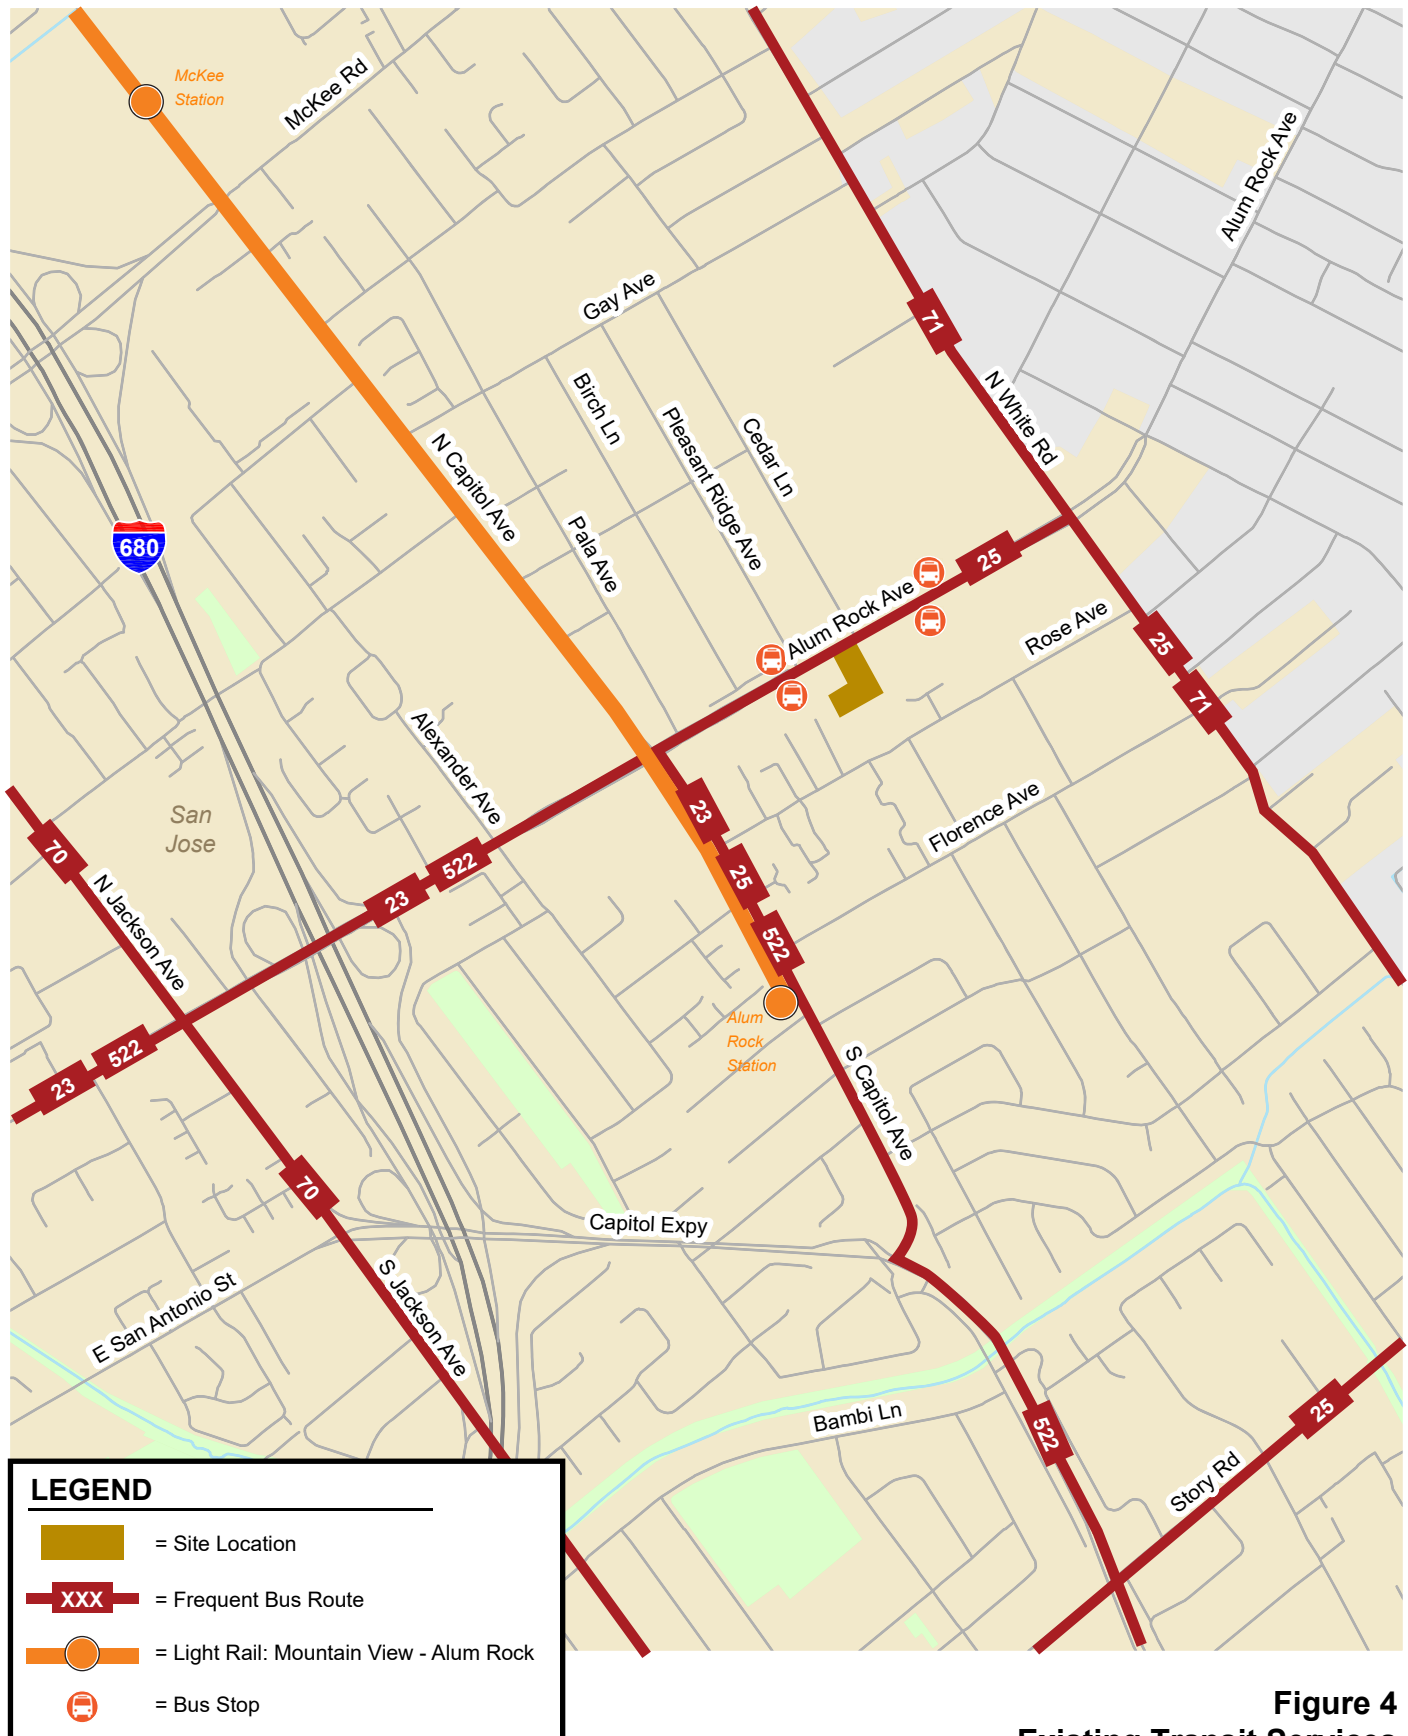 McKee
Station
McKee Rd
Alum Rock Ave
Gay Ave
71
Birch Ln
Pleasant Ridge Ave
Cedar Ln
N White Rd
N Capitol Ave
680
Pala Ave
25
Alum Rock Ave
Rose Ave
25
71
Alexander Ave
San
Jose
70
23
Florence Ave
522
23
25
N Jackson Ave
522
522
23
Alum
Rock
Station
S Capitol Ave
70
Capitol Expy
E San Antonio St
S Jackson Ave
Bambi Ln
522
25
Story Rd
LEGEND
= Site Location
XXX = Frequent Bus Route
= Light Rail: Mountain View - Alum Rock
= Bus Stop
Figure 4
Existing Transit Services